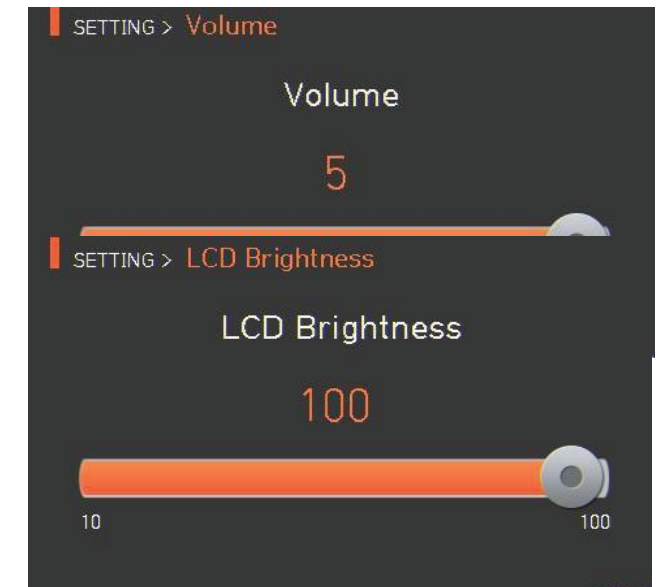 SETTING > Volume
Volume
5
SETTING > LCD Brightness
LCD Brightness
100
10 100